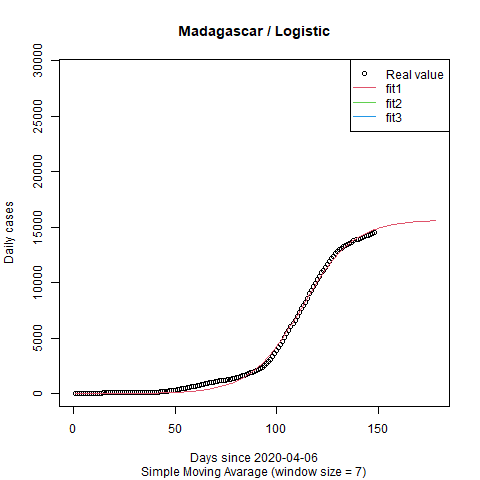 Madagascar / Logistic
Real value
fit1
fit2
fit3
Daily cases
30000
25000
20000
15000
10000
5000
0
0 50 100 150
Days since 2020-04-06
Simple Moving Avarage (window size = 7)